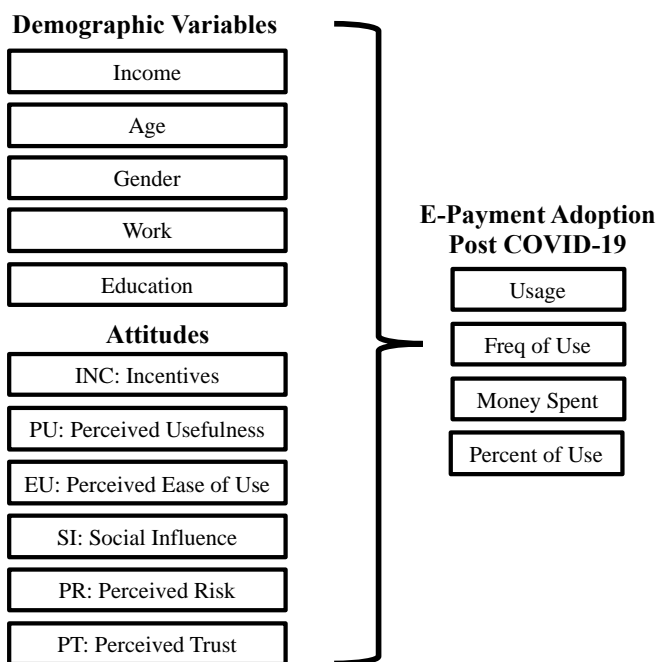 Demographic Variables
Income
Age
Gender
Work
Education
Attitudes
INC: Incentives
PU: Perceived Usefulness
EU: Perceived Ease of Use
SI: Social Influence
PR: Perceived Risk
PT: Perceived Trust
E-Payment Adoption
Post COVID-19
Usage
Freq of Use
Money Spent
Percent of Use